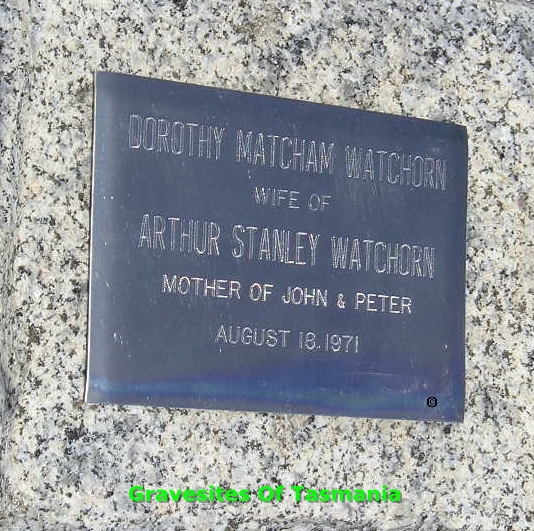 DOROTHY MATCHAM WATCHORN
WIFE OF
ARTHUR STANLEY WATCHORN
MOTHER OF JOHN & PETER
AUGUST 18.1971
©
Gravesites Of Tasmania